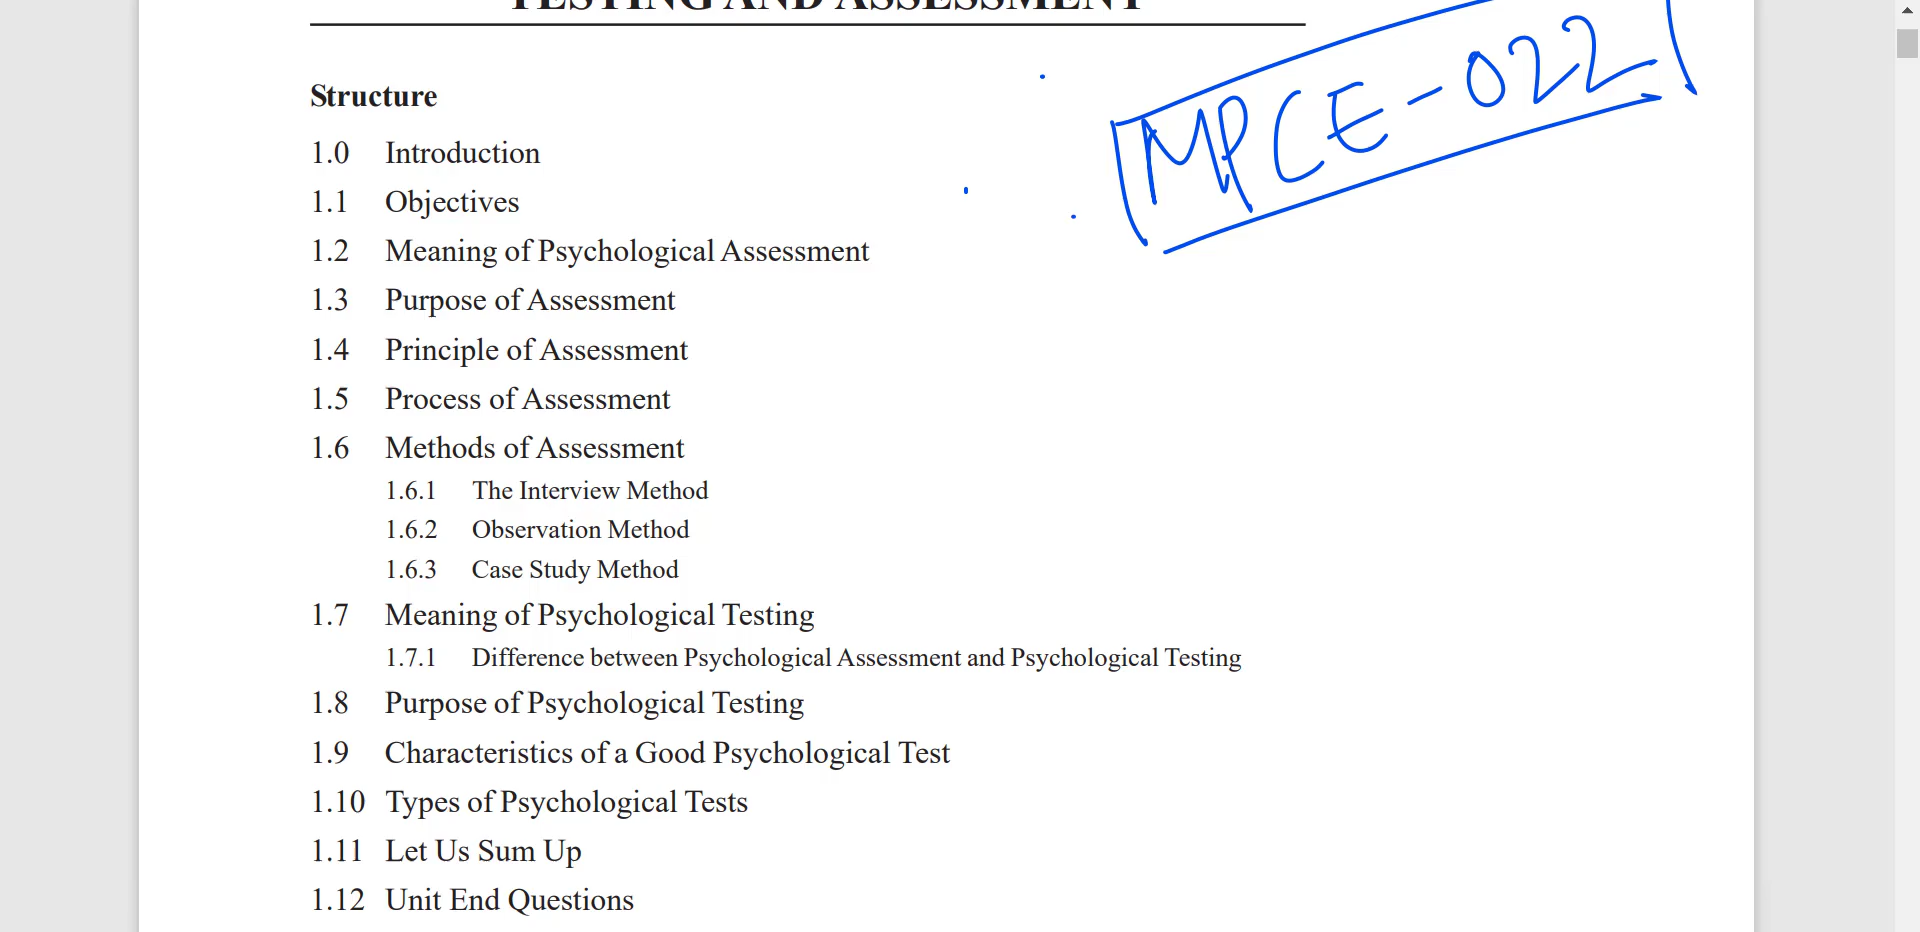 TESTING AND ASSESSMENT
MPCE-022
Structure
1.0 Introduction
1.1 Objectives
1.2 Meaning of Psychological Assessment
1.3 Purpose of Assessment
1.4 Principle of Assessment
1.5 Process of Assessment
1.6 Methods of Assessment
1.6.1 The Interview Method
1.6.2 Observation Method
1.6.3 Case Study Method
1.7 Meaning of Psychological Testing
1.7.1 Difference between Psychological Assessment and Psychological Testing
1.8 Purpose of Psychological Testing
1.9 Characteristics of a Good Psychological Test
1.10 Types of Psychological Tests
1.11 Let Us Sum Up
1.12 Unit End Questions